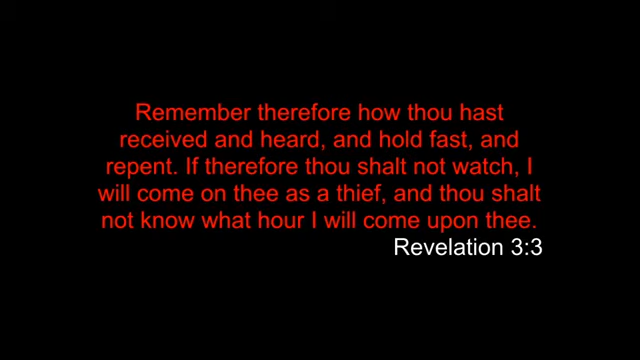 Remember therefore how thou hast
received and heard, and hold fast, and
repent. If therefore thou shalt not watch, I
will come on thee as a thief, and thou shalt
not know what hour I will come upon thee.
Revelation 3:3